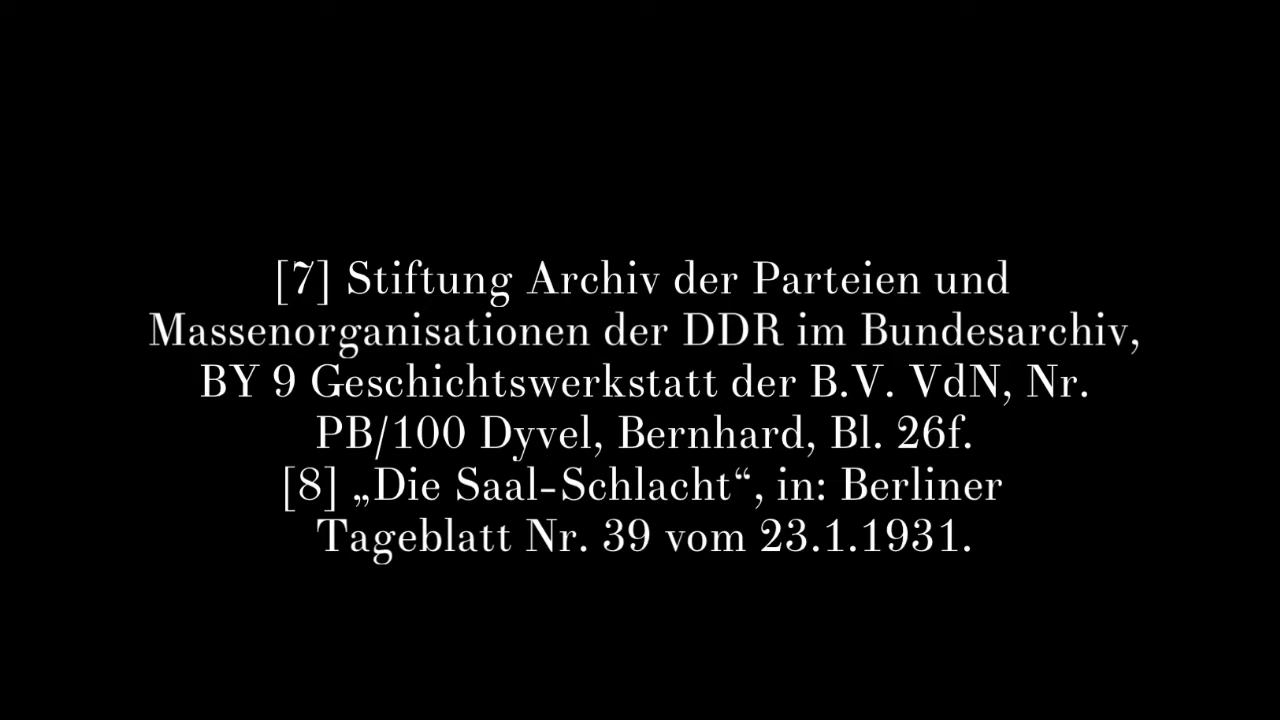 [7] Stiftung Archiv der Parteien und
Massenorganisationen der DDR im Bundesarchiv,
BY 9 Geschichtswerkstatt der B.V. VdN, Nr.
PB/100 Dyvel, Bernhard, Bl. 26f.
[8] „Die Saal-Schlacht“, in: Berliner
Tageblatt Nr. 39 vom 23.1.1931.